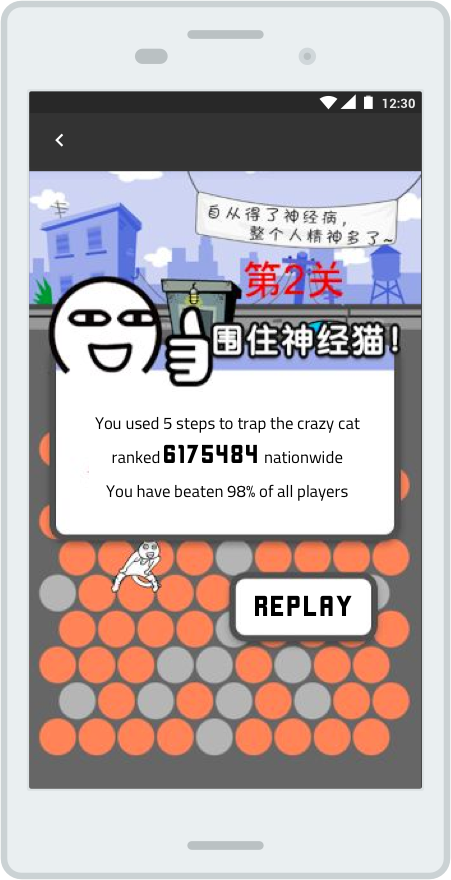 12:30
自从得了神经病，
整个人精神多了~
第2关
围住神经猫！
You used 5 steps to trap the crazy cat
ranked 6175484 nationwide
You have beaten 98% of all players
REPLAY